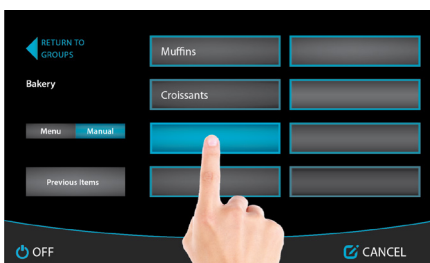 RETURN TO
GROUPS
Bakery
Menu Manual
Previous Items
Muffins
Croissants
OFF
CANCEL